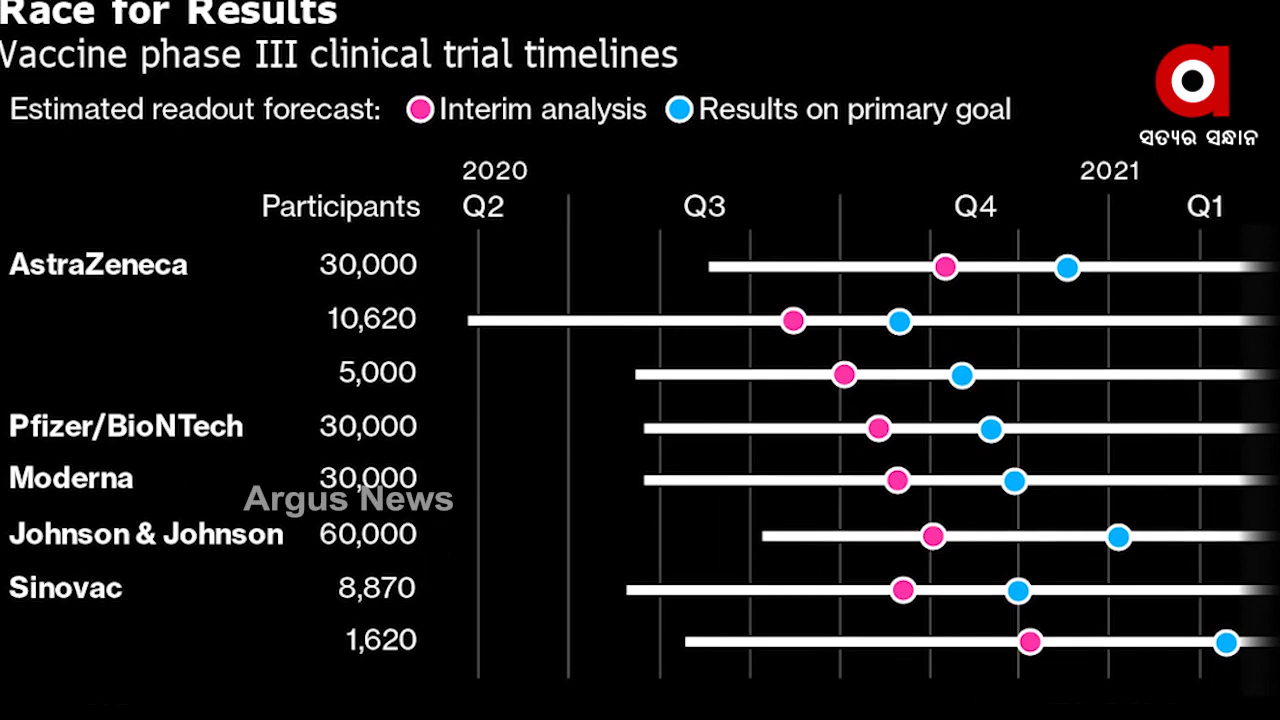 Race for Results
Vaccine phase III clinical trial timelines
Estimated readout forecast: Interim analysis Results on primary goal
ସତ୍ୟର ସନ୍ଧାନ
2020 2021
Participants Q2 Q3 Q4 Q1
AstraZeneca 30,000
10,620
5,000
Pfizer/BioNTech 30,000
Moderna 30,000
Argus News
Johnson & Johnson 60,000
Sinovac 8,870
1,620